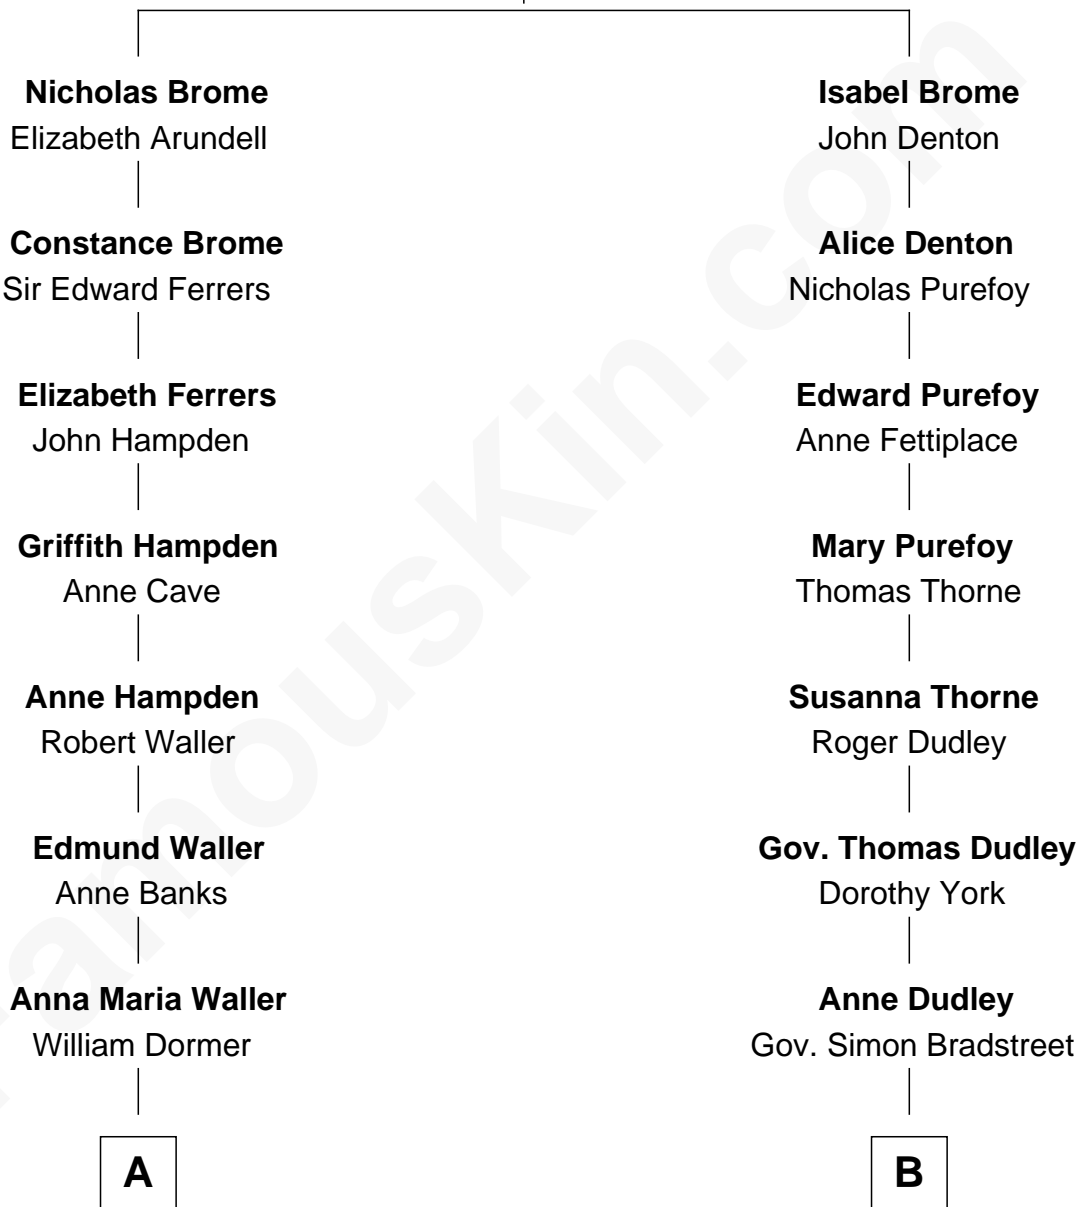 Nicholas Brome
Elizabeth Arundell
Constance Brome
Sir Edward Ferrers
Elizabeth Ferrers
John Hampden
Griffith Hampden
Anne Cave
Anne Hampden
Robert Waller
Edmund Waller
Anne Banks
Anna Maria Waller
William Dormer
A
Isabel Brome
John Denton
Alice Denton
Nicholas Purefoy
Edward Purefoy
Anne Fettiplace
Mary Purefoy
Thomas Thorne
Susanna Thorne
Roger Dudley
Gov. Thomas Dudley
Dorothy York
Anne Dudley
Gov. Simon Bradstreet
B
FamousKin.com